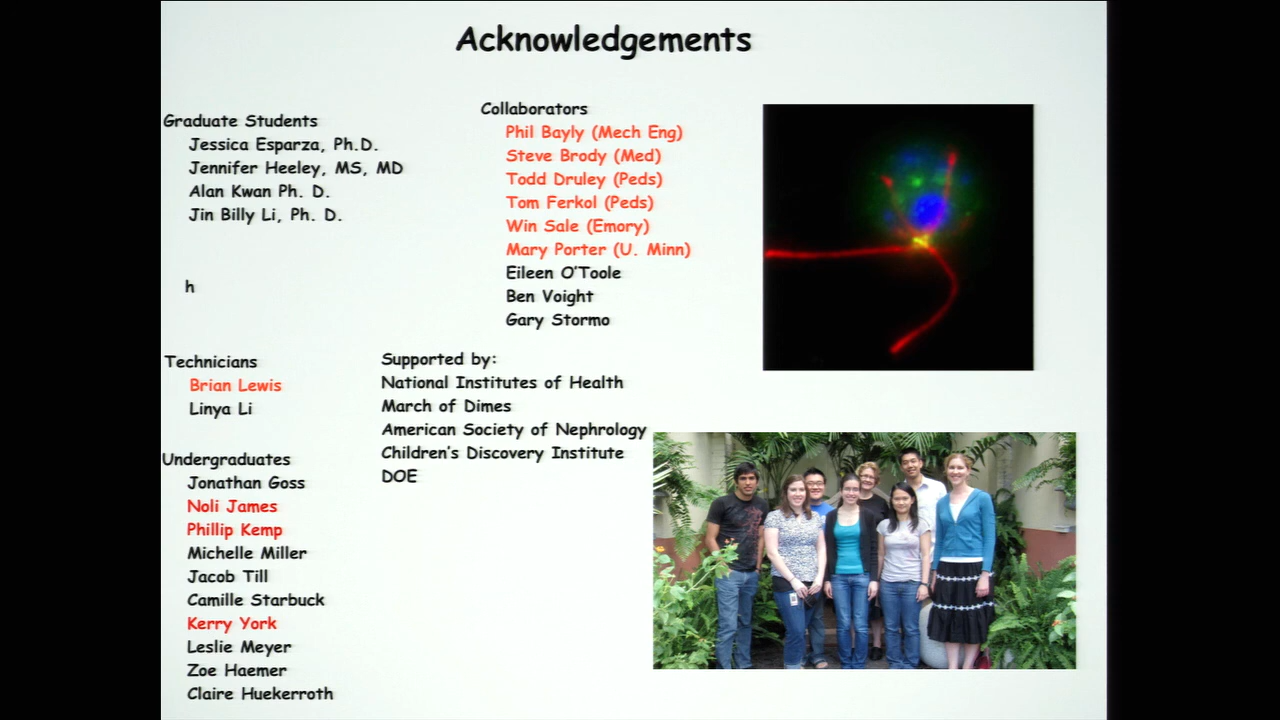 Acknowledgements
Graduate Students
Jessica Esparza, Ph.D.
Jennifer Heeley, MS, MD
Alan Kwan Ph. D.
Jin Billy Li, Ph. D.
h
Technicians
Brian Lewis
Linya Li
Undergraduates
Jonathan Goss
Noli James
Phillip Kemp
Michelle Miller
Jacob Till
Camille Starbuck
Kerry York
Leslie Meyer
Zoe Haemer
Claire Huekerroth
Collaborators
Phil Bayly (Mech Eng)
Steve Brody (Med)
Todd Druley (Peds)
Tom Ferkol (Peds)
Win Sale (Emory)
Mary Porter (U. Minn)
Eileen O'Toole
Ben Voight
Gary Stormo
Supported by:
National Institutes of Health
March of Dimes
American Society of Nephrology
Children's Discovery Institute
DOE